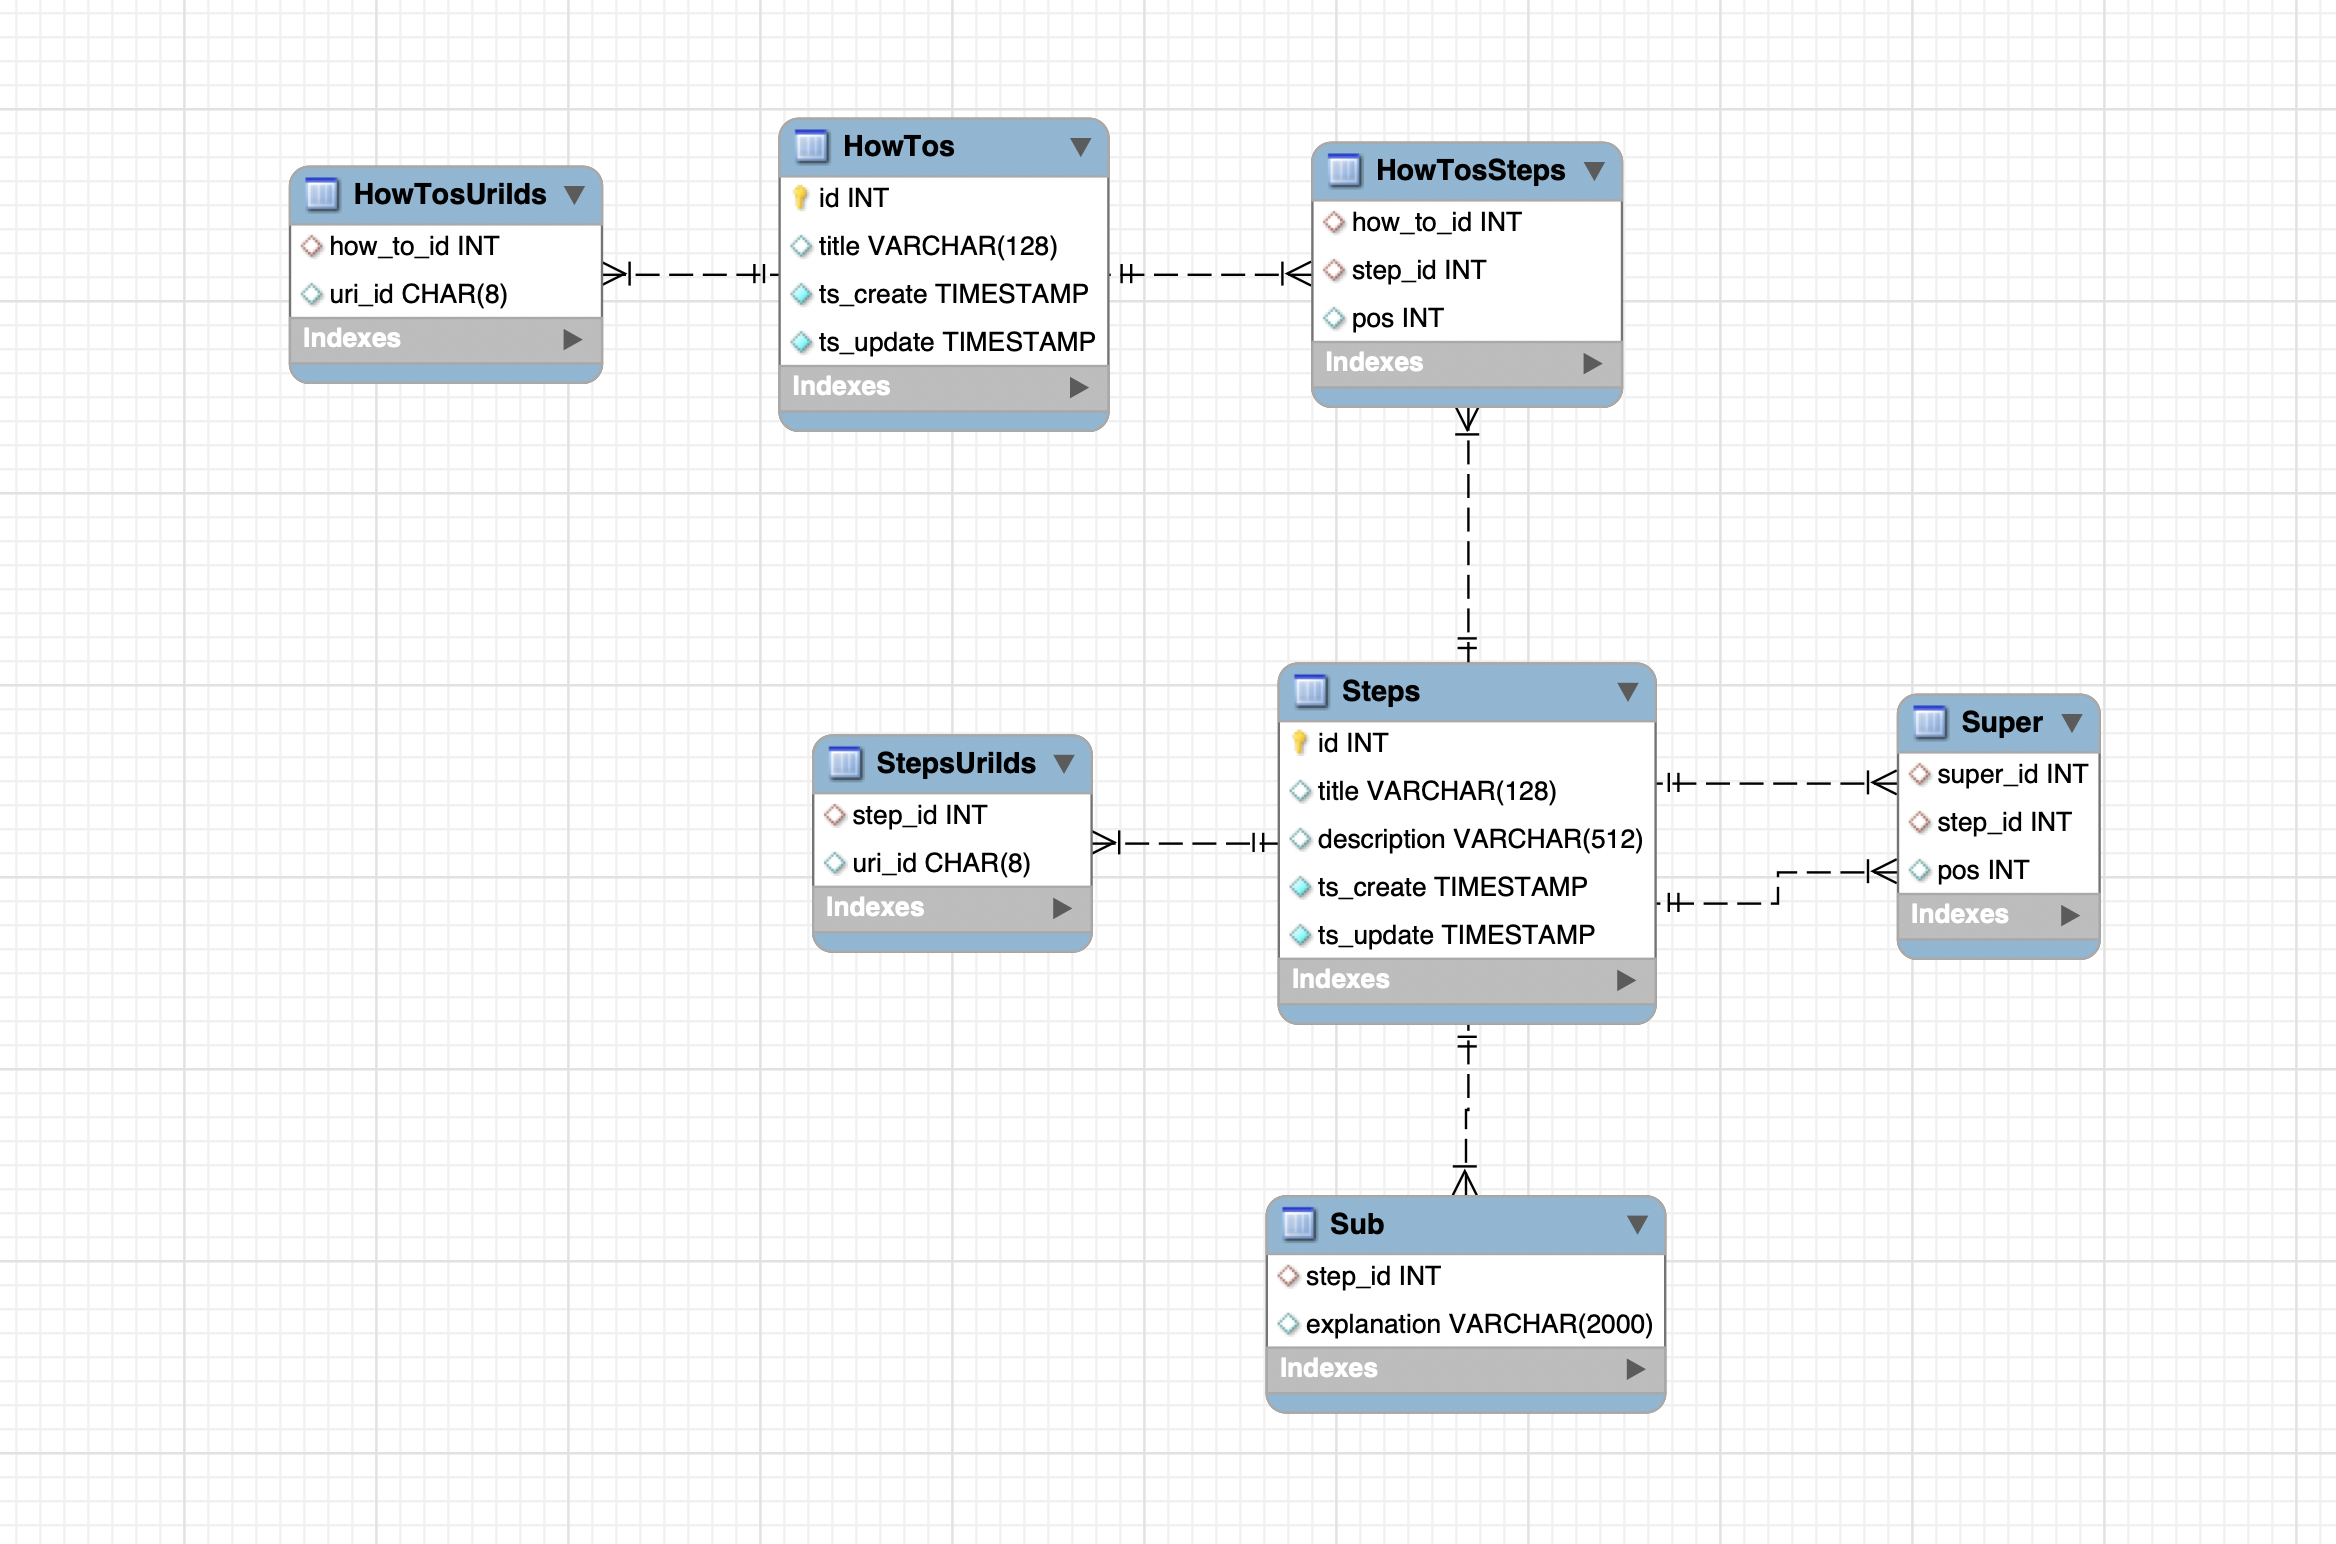 HowTosUriIds
how_to_id INT
uri_id CHAR(8)
Indexes
HowTos
id INT
title VARCHAR(128)
ts_create TIMESTAMP
ts_update TIMESTAMP
Indexes
HowTosSteps
how_to_id INT
step_id INT
pos INT
Indexes
StepsUriIds
step_id INT
uri_id CHAR(8)
Indexes
Steps
id INT
title VARCHAR(128)
description VARCHAR(512)
ts_create TIMESTAMP
ts_update TIMESTAMP
Indexes
Super
super_id INT
step_id INT
pos INT
Indexes
Sub
step_id INT
explanation VARCHAR(2000)
Indexes